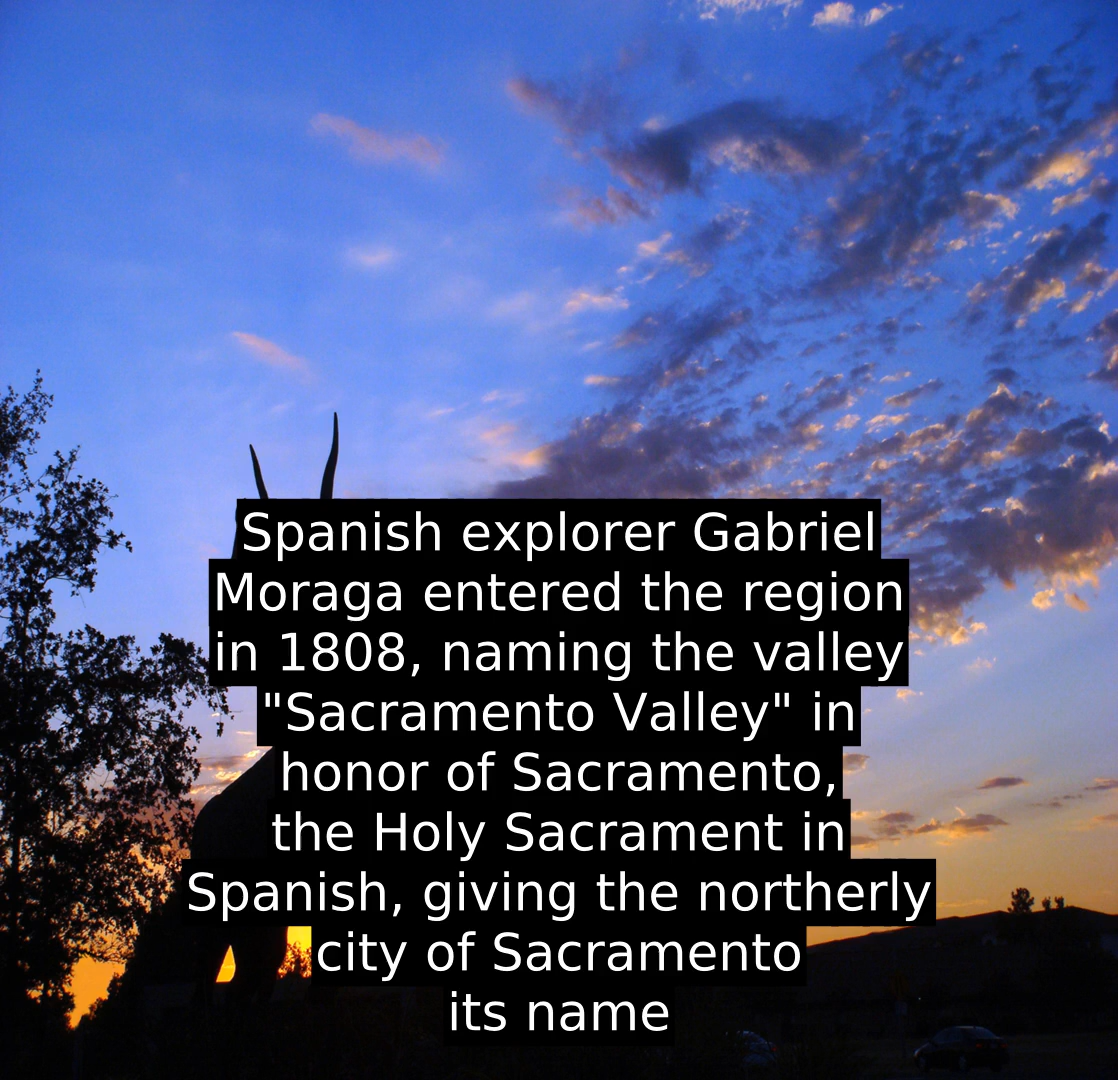 Spanish explorer Gabriel
Moraga entered the region
in 1808, naming the valley
"Sacramento Valley" in
honor of Sacramento,
the Holy Sacrament in
Spanish, giving the northerly
city of Sacramento
its name